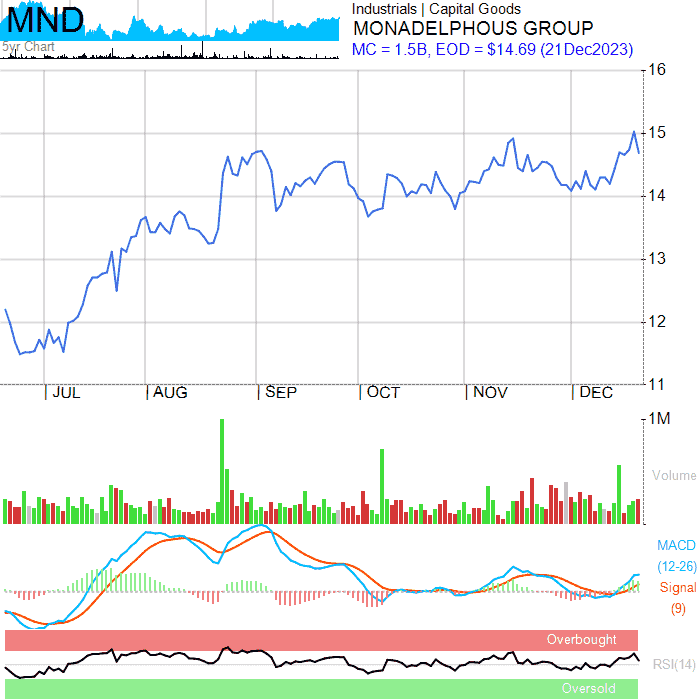 MND
5yr Chart
Industrials | Capital Goods
MONADELPHOUS GROUP
MC = 1.5B, EOD = $14.69 (21Dec2023)
16
15
14
13
12
11
JUL AUG SEP OCT NOV DEC
1M
Volume
MACD
(12-26)
Signal
(9)
Overbought
RSI(14)
Oversold